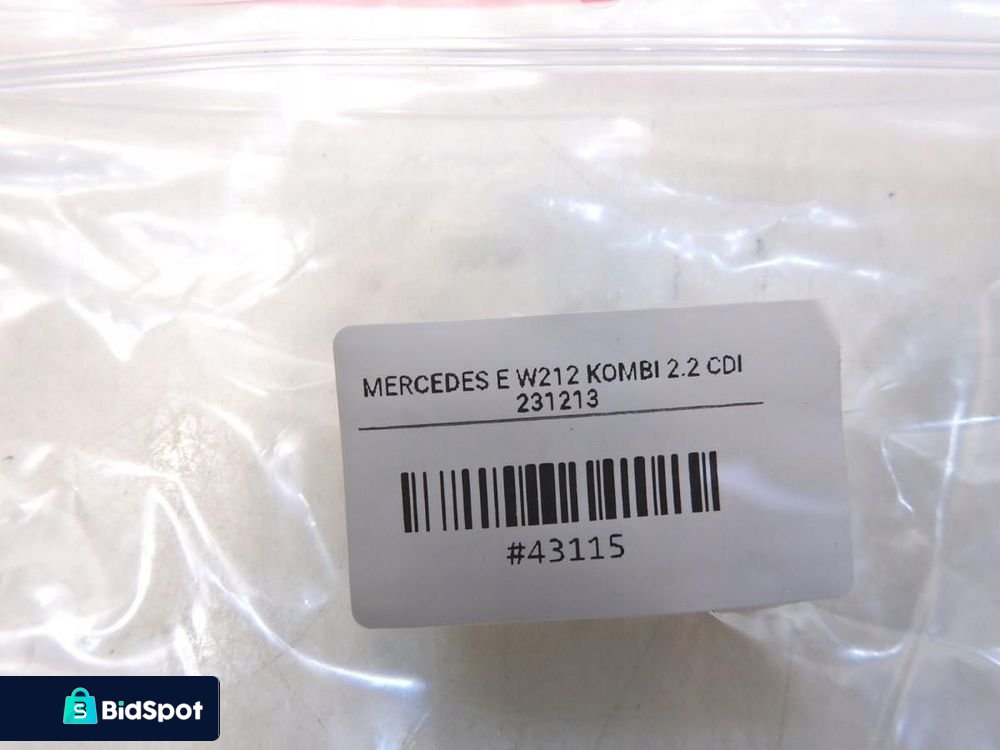 MERCEDES E W212 KOMBI 2.2 CDI
231213
#43115
BidSpot